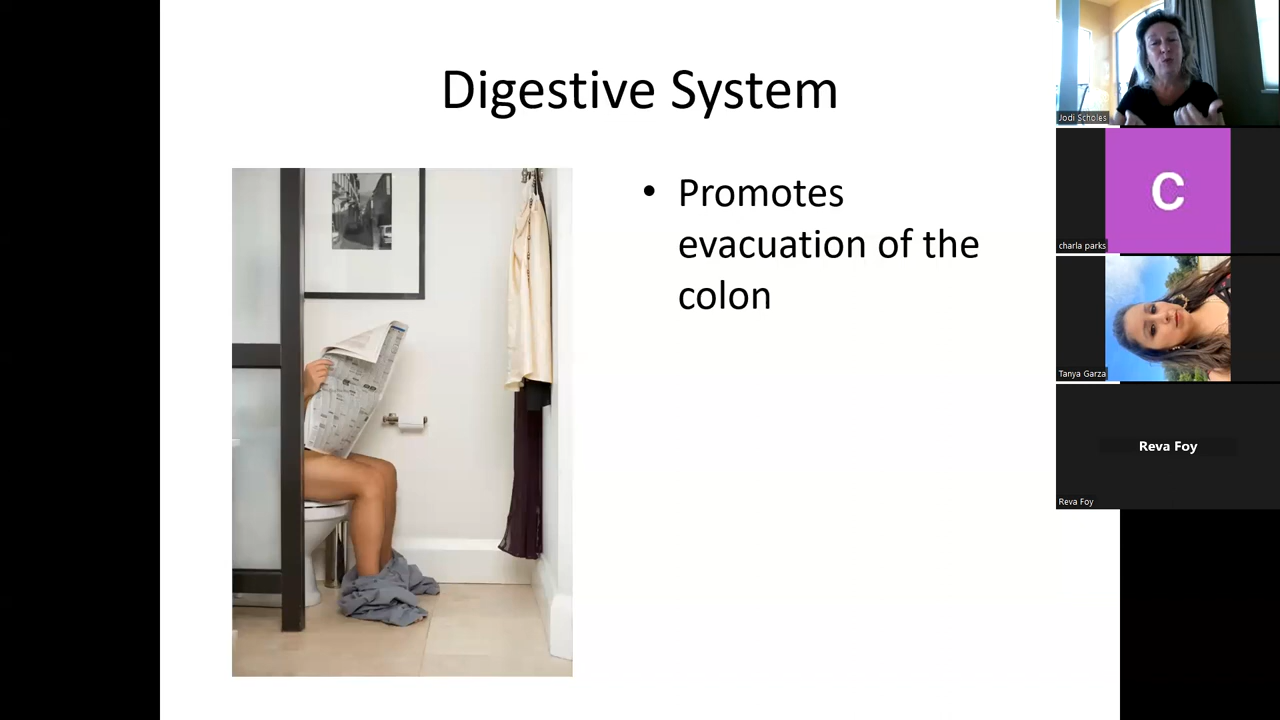 Digestive System
• Promotes
evacuation of the
colon
Jodi Scholes
C
charla parks
Tanya Garza
Reva Foy
Reva Foy